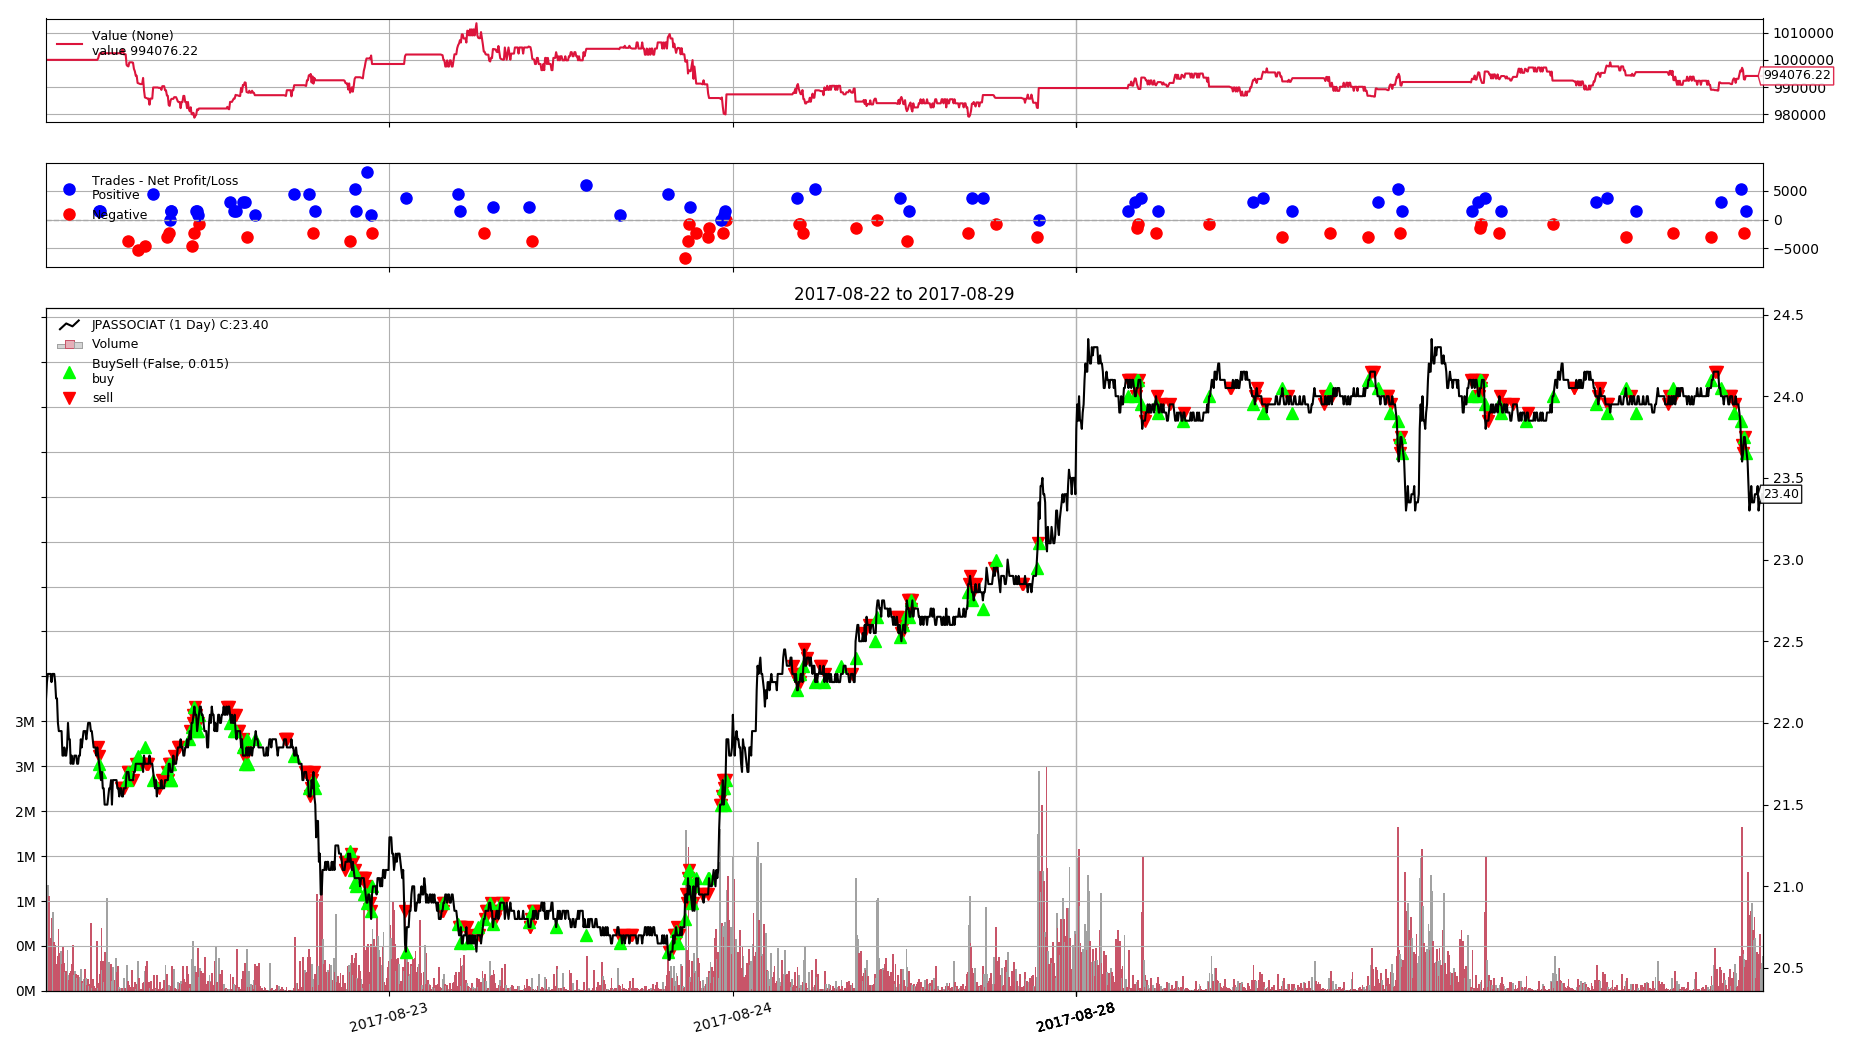 Value (None)
value 994076.22
1010000
1000000
994076.22
990000
980000
Trades - Net Profit/Loss
Positive
Negative
5000
0
−5000
2017-08-22 to 2017-08-29
JPASSOCIAT (1 Day) C:23.40
Volume
BuySell (False, 0.015)
buy
sell
24.5
24.0
23.5
23.40
23.0
22.5
22.0
21.5
21.0
20.5
3M
3M
2M
1M
1M
0M
0M
2017-08-23
2017-08-24
2017-08-28